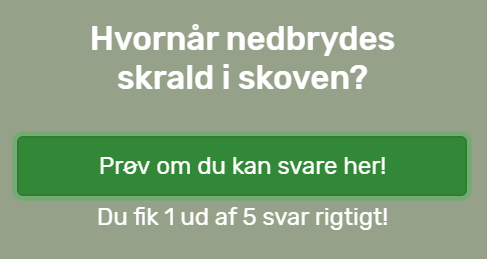 Hvornår nedbrydes
skrald i skoven?
Prøv om du kan svare her!
Du fik 1 ud af 5 svar rigtigt!